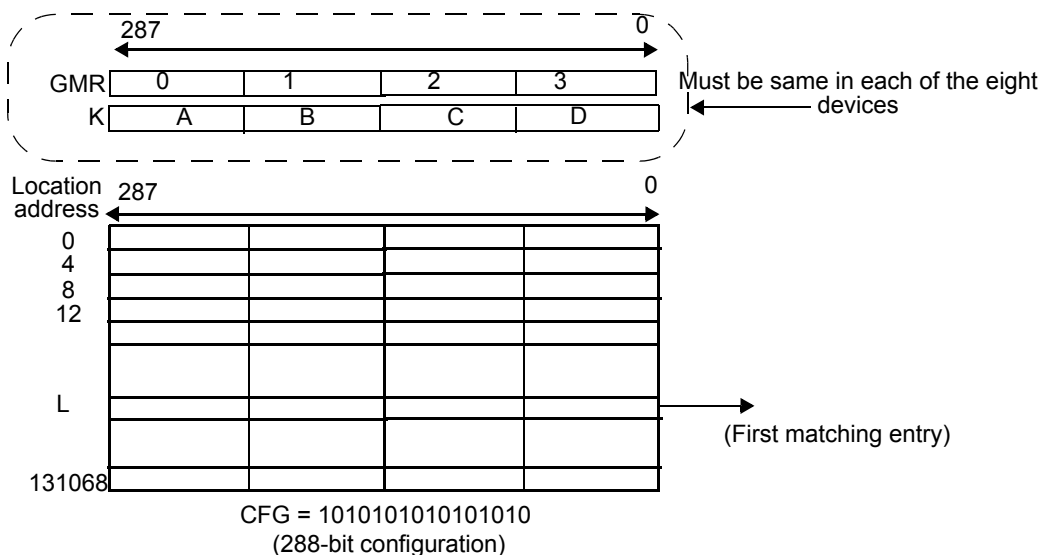 287 0
GMR 0 1 2 3
K A B C D
Must be same in each of the eight
devices
Location
address
287 0
0
4
8
12
L
(First matching entry)
131068
CFG = 1010101010101010
(288-bit configuration)